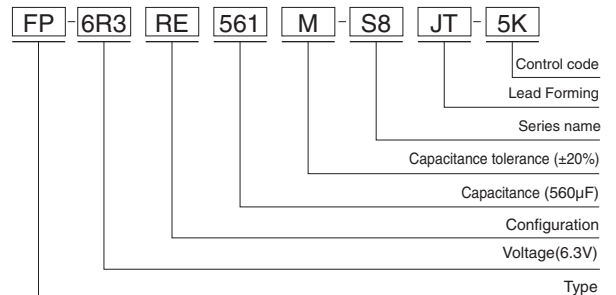 FP - 6R3 RE 561 M - S8 JT - 5K
Control code
Lead Forming
Series name
Capacitance tolerance (±20%)
Capacitance (560µF)
Configuration
Voltage(6.3V)
Type